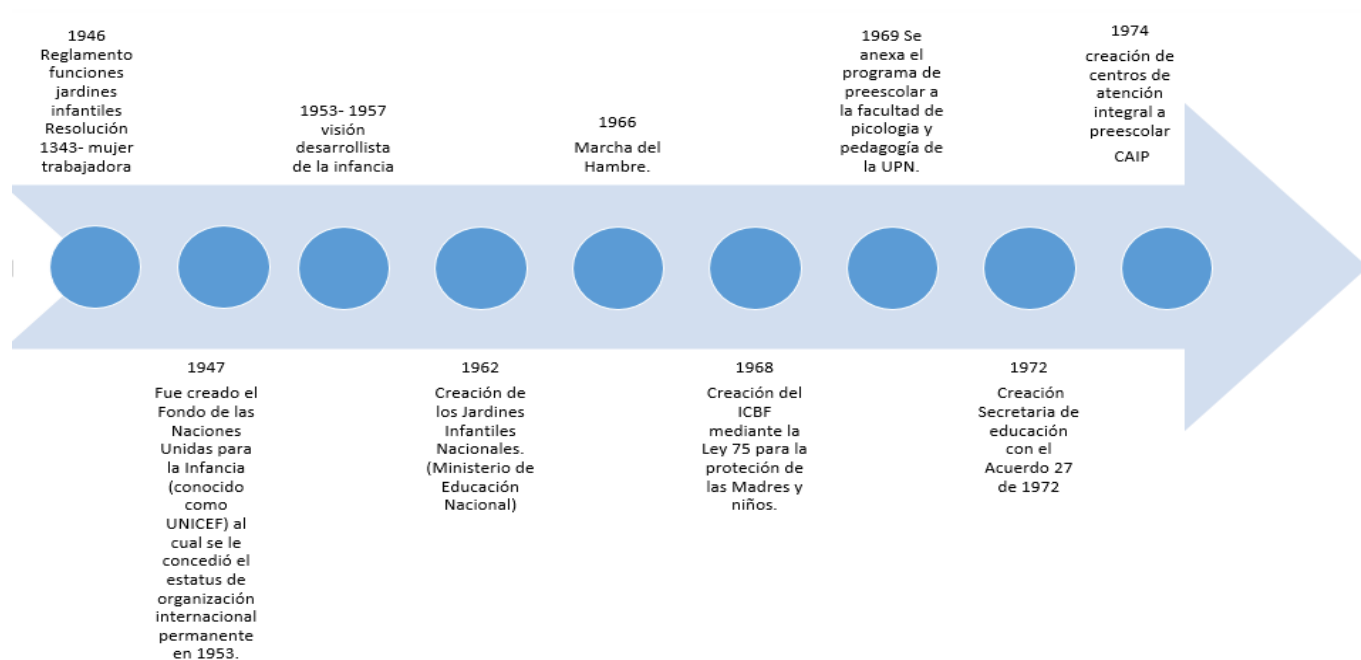 1946
Reglamento
funciones
jardines
infantiles
Resolución
1343- mujer
trabajadora
1947
Fue creado el
Fondo de las
Naciones
Unidas para
la Infancia
(conocido
como
UNICEF) al
cual se le
concedió el
estatus de
organización
internacional
permanente
en 1953.
1953- 1957
visión
desarrollista
de la infancia
1962
Creación de
los Jardines
Infantiles
Nacionales.
(Ministerio de
Educación
Nacional)
1966
Marcha del
Hambre.
1968
Creación del
ICBF
mediante la
Ley 75 para la
proteción de
las Madres y
niños.
1969 Se
anexa el
programa de
preescolar a
la facultad de
picologia y
pedagogía de
la UPN.
1972
Creación
Secretaria de
educación
con el
Acuerdo 27
de 1972
1974
creación de
centros de
atención
integral a
preescolar
CAIP